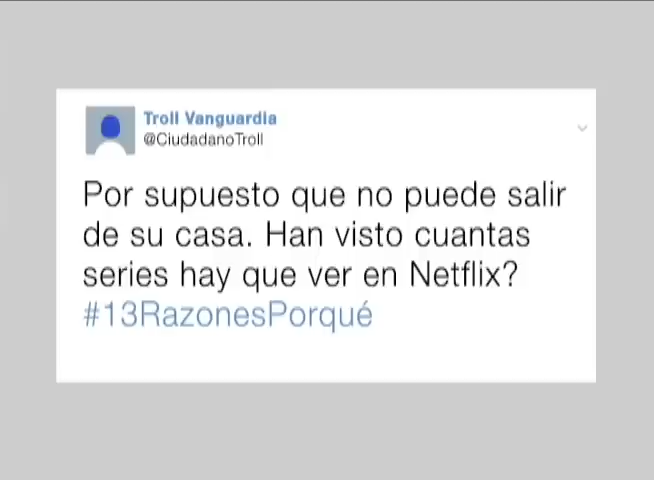 Troll Vanguardia
@CiudadanoTroll
Por supuesto que no puede salir
de su casa. Han visto cuantas
series hay que ver en Netflix?
#13RazonesPorqué